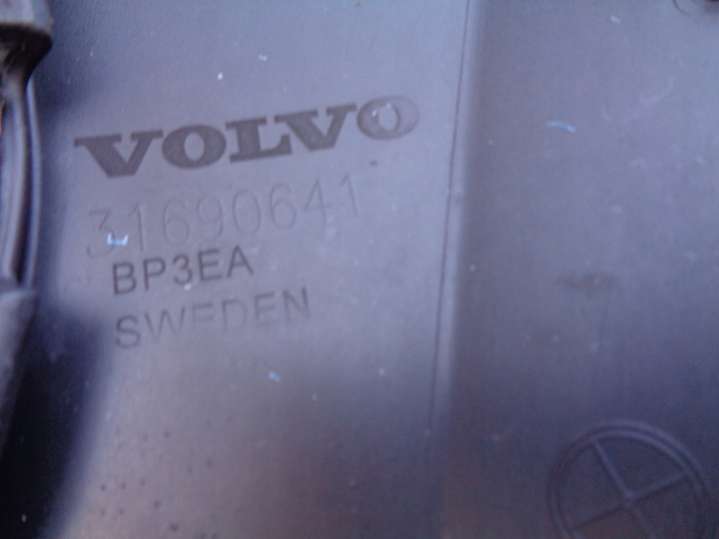 VOLVO
31690641
BP3EA
SWEDEN